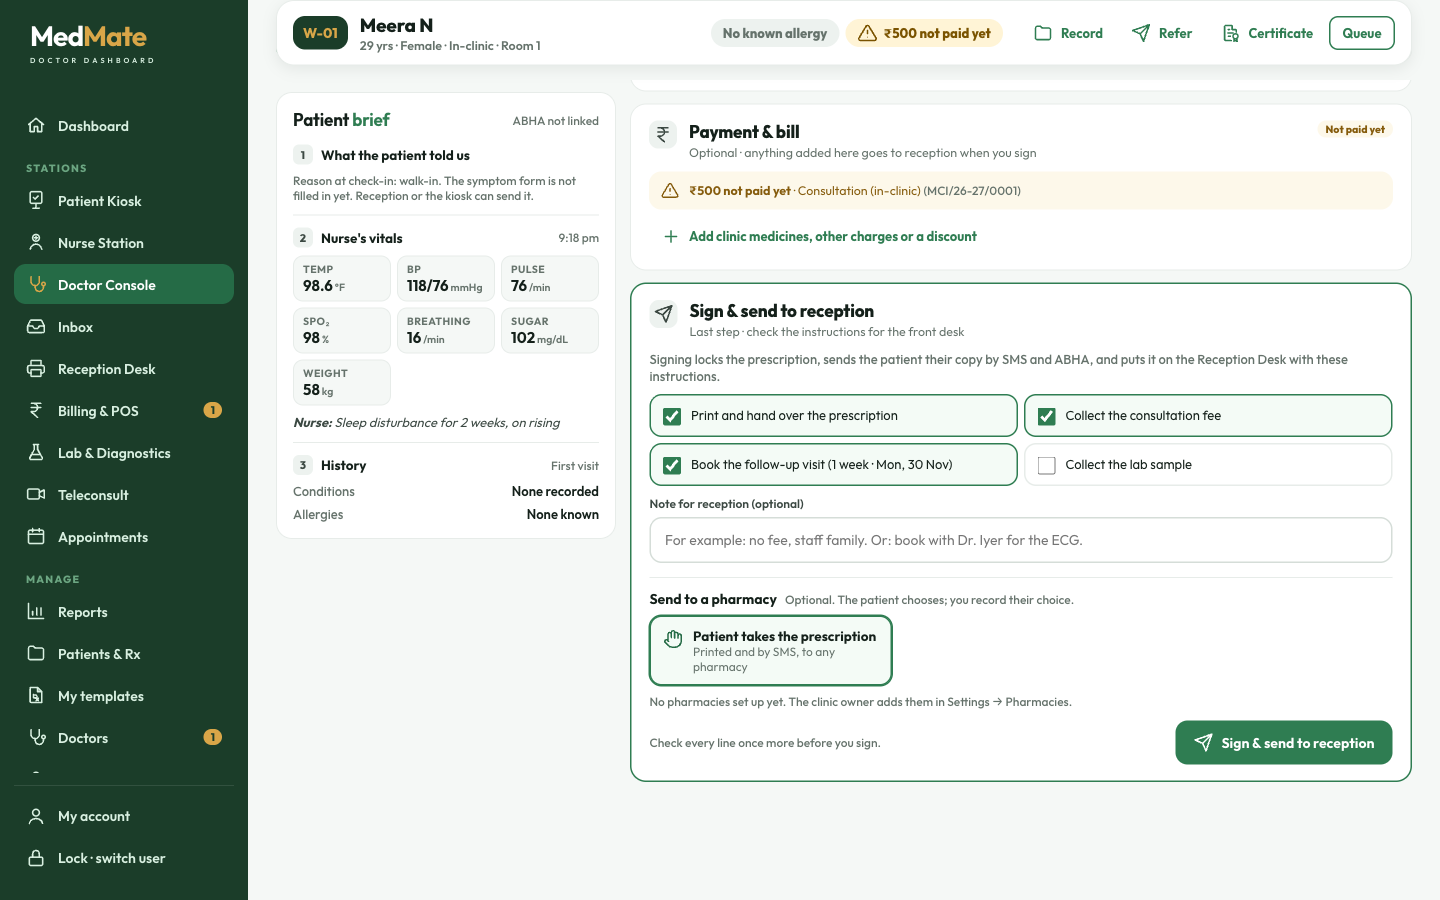 MedMate
DOCTOR DASHBOARD
Dashboard
STATIONS
Patient Kiosk
Nurse Station
Doctor Console
Inbox
Reception Desk
Billing & POS 1
Lab & Diagnostics
Teleconsult
Appointments
MANAGE
Reports
Patients & Rx
My templates
Doctors 1
My account
Lock · switch user
W-01
Meera N
29 yrs · Female · In-clinic · Room 1
No known allergy
₹500 not paid yet
Record
Refer
Certificate
Queue
Patient brief
ABHA not linked
1 What the patient told us
Reason at check-in: walk-in. The symptom form is not
filled in yet. Reception or the kiosk can send it.
2 Nurse's vitals 9:18 pm
TEMP
98.6 °F
BP
118/76 mmHg
PULSE
76 /min
SPO₂
98 %
BREATHING
16 /min
SUGAR
102 mg/dL
WEIGHT
58 kg
Nurse: Sleep disturbance for 2 weeks, on rising
3 History First visit
Conditions None recorded
Allergies None known
₹ Payment & bill
Not paid yet
Optional · anything added here goes to reception when you sign
₹500 not paid yet · Consultation (in-clinic) (MCI/26-27/0001)
Add clinic medicines, other charges or a discount
Sign & send to reception
Last step · check the instructions for the front desk
Signing locks the prescription, sends the patient their copy by SMS and ABHA, and puts it on the Reception Desk with these
instructions.
Print and hand over the prescription
Collect the consultation fee
Book the follow-up visit (1 week · Mon, 30 Nov)
Collect the lab sample
Note for reception (optional)
For example: no fee, staff family. Or: book with Dr. Iyer for the ECG.
Send to a pharmacy Optional. The patient chooses; you record their choice.
Patient takes the prescription
Printed and by SMS, to any
pharmacy
No pharmacies set up yet. The clinic owner adds them in Settings → Pharmacies.
Check every line once more before you sign.
Sign & send to reception